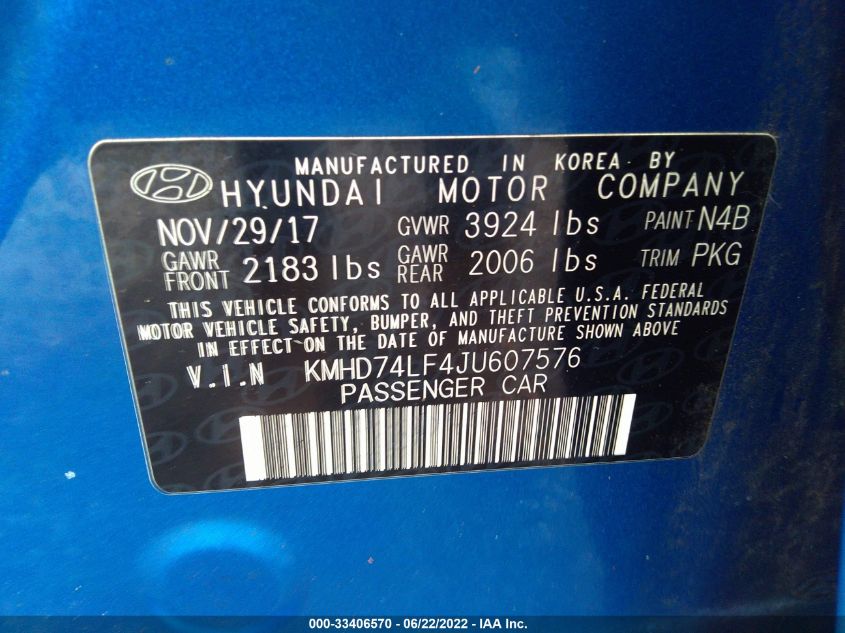 MANUFACTURED IN KOREA BY
HYUNDAI MOTOR COMPANY
NOV/29/17 GVWR 3924 lbs PAINT N4B
GAWR FRONT 2183 lbs GAWR REAR 2006 lbs TRIM PKG
THIS VEHICLE CONFORMS TO ALL APPLICABLE U.S.A. FEDERAL
MOTOR VEHICLE SAFETY, BUMPER, AND THEFT PREVENTION STANDARDS
IN EFFECT ON THE DATE OF MANUFACTURE SHOWN ABOVE
V.I.N KMHD74LF4JU607576
PASSENGER CAR
000-33406570 - 06/22/2022 - IAA Inc.